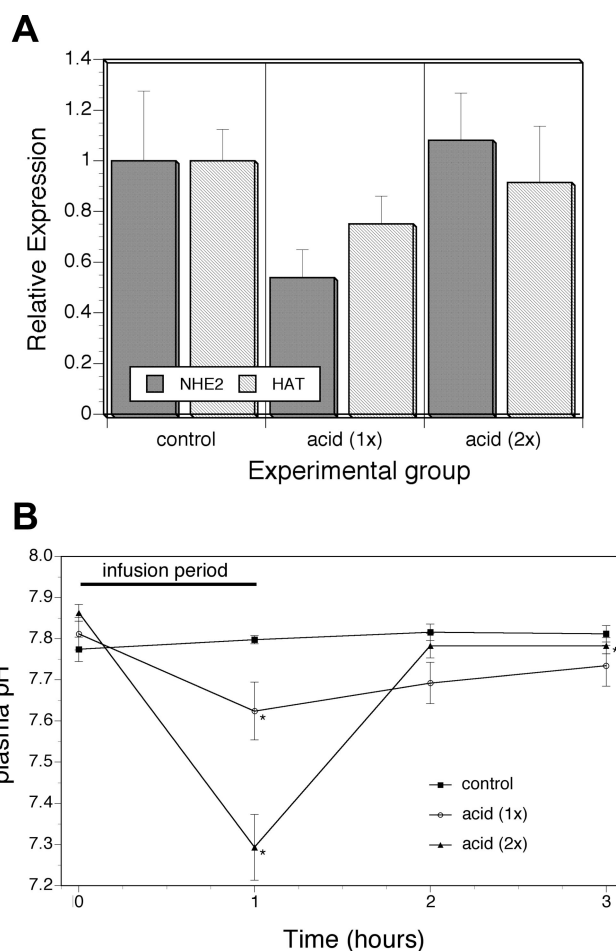 A
1.4
1.2
1
0.8
0.6
0.4
0.2
0
Relative Expression
NHE2 HAT
control acid (1x) acid (2x)
Experimental group
B
8.0
7.9
7.8
7.7
7.6
7.5
7.4
7.3
7.2
plasma pH
infusion period
*
*
*
control
acid (1x)
acid (2x)
0 1 2 3
Time (hours)